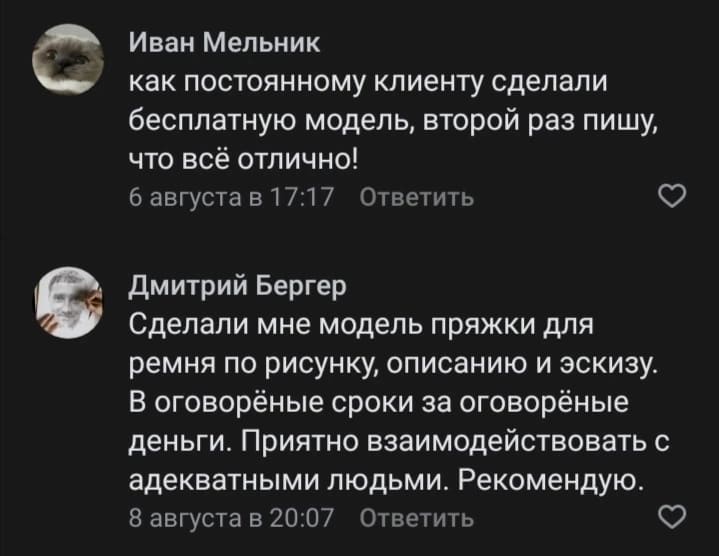 Иван Мельник
как постоянному клиенту сделали
бесплатную модель, второй раз пишу,
что всё отлично!
6 августа в 17:17 Ответить
Дмитрий Бергер
Сделали мне модель пряжки для
ремня по рисунку, описанию и эскизу.
В оговорёные сроки за оговорёные
деньги. Приятно взаимодействовать с
адекватными людьми. Рекомендую.
8 августа в 20:07 Ответить